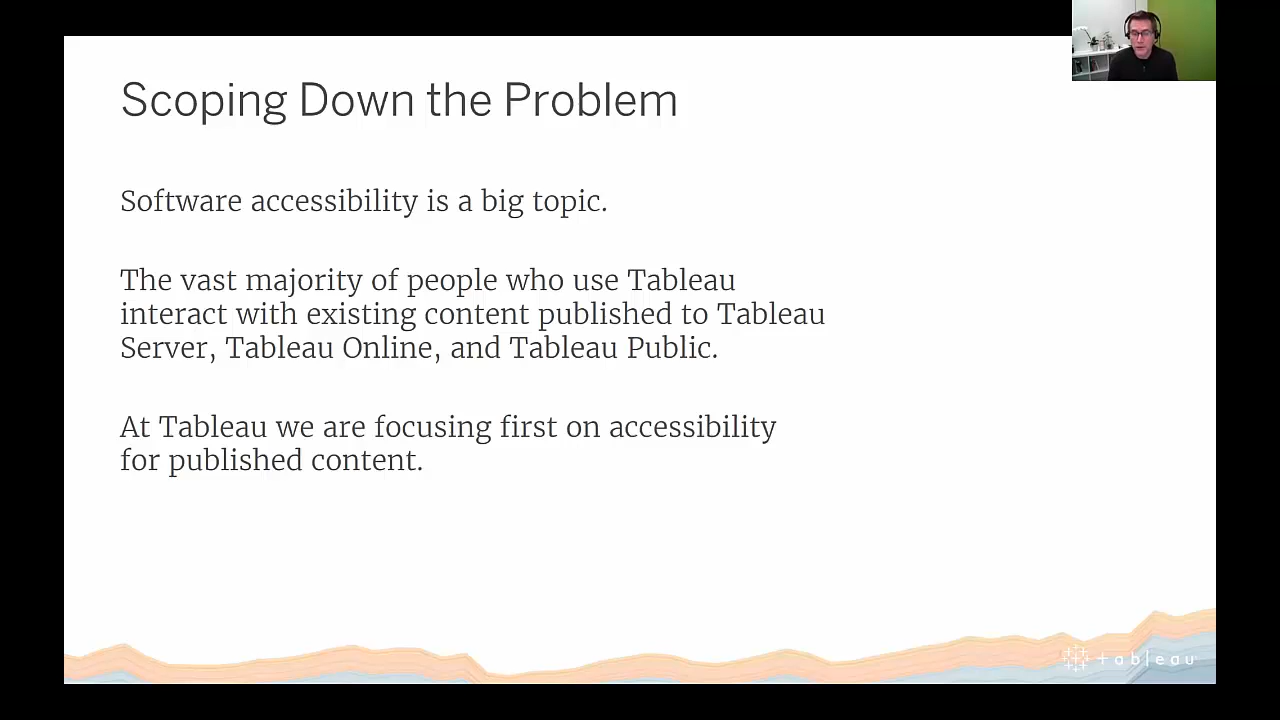 Scoping Down the Problem
Software accessibility is a big topic.
The vast majority of people who use Tableau
interact with existing content published to Tableau
Server, Tableau Online, and Tableau Public.
At Tableau we are focusing first on accessibility
for published content.
+ableau